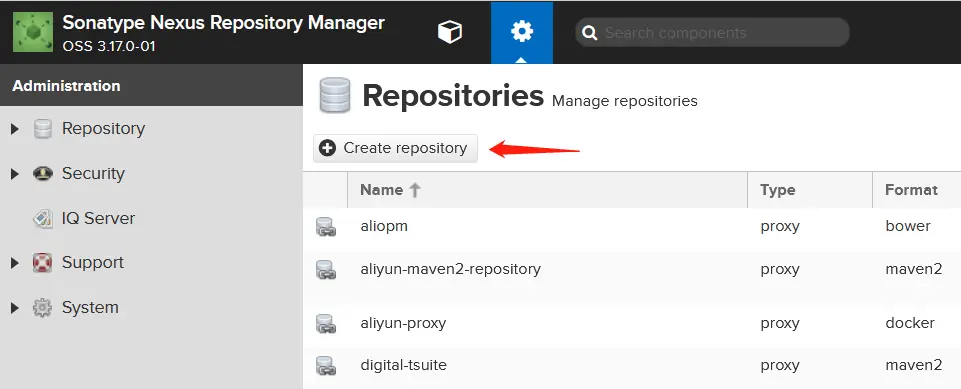 Sonatype Nexus Repository Manager
OSS 3.17.0-01
Search components
Administration
Repository
Security
IQ Server
Support
System
Repositories Manage repositories
Create repository
Name Type Format
aliopm proxy bower
aliyun-maven2-repository proxy maven2
aliyun-proxy proxy docker
digital-tsuite proxy maven2